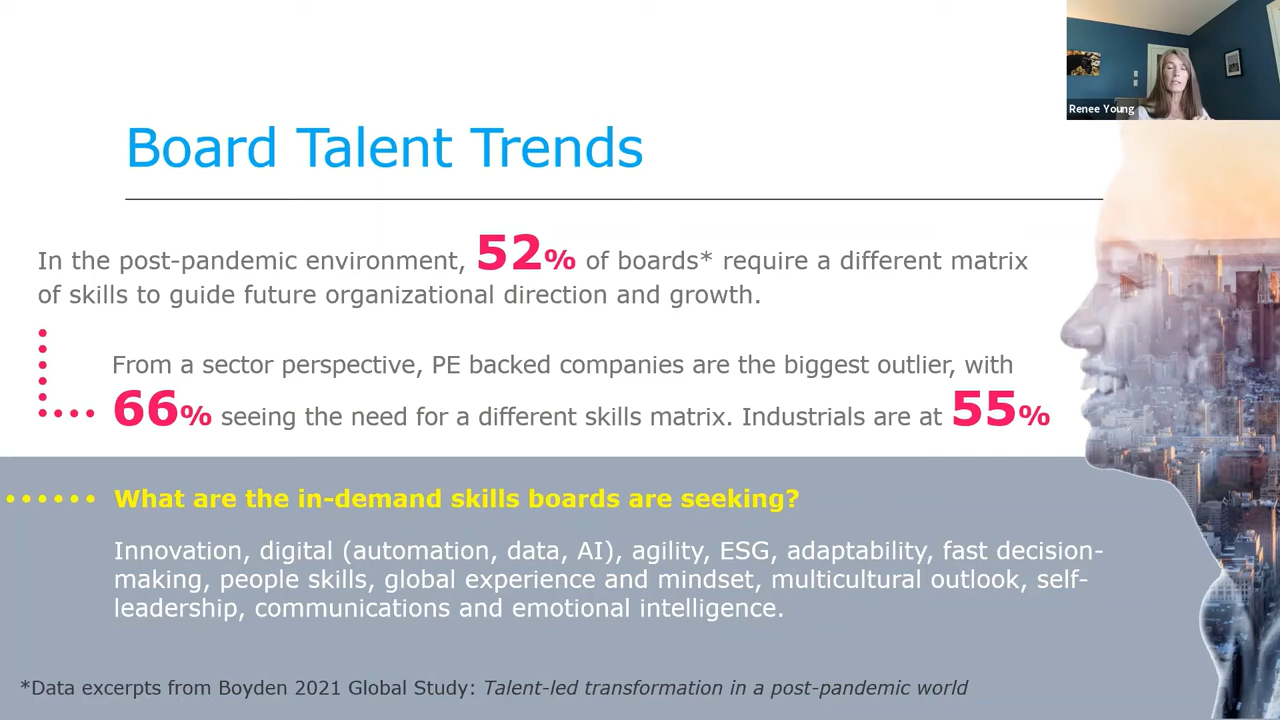 Renee Young
Board Talent Trends
In the post-pandemic environment, 52% of boards* require a different matrix
of skills to guide future organizational direction and growth.
From a sector perspective, PE backed companies are the biggest outlier, with
66% seeing the need for a different skills matrix. Industrials are at 55%
What are the in-demand skills boards are seeking?
Innovation, digital (automation, data, AI), agility, ESG, adaptability, fast decision-
making, people skills, global experience and mindset, multicultural outlook, self-
leadership, communications and emotional intelligence.
*Data excerpts from Boyden 2021 Global Study: Talent-led transformation in a post-pandemic world